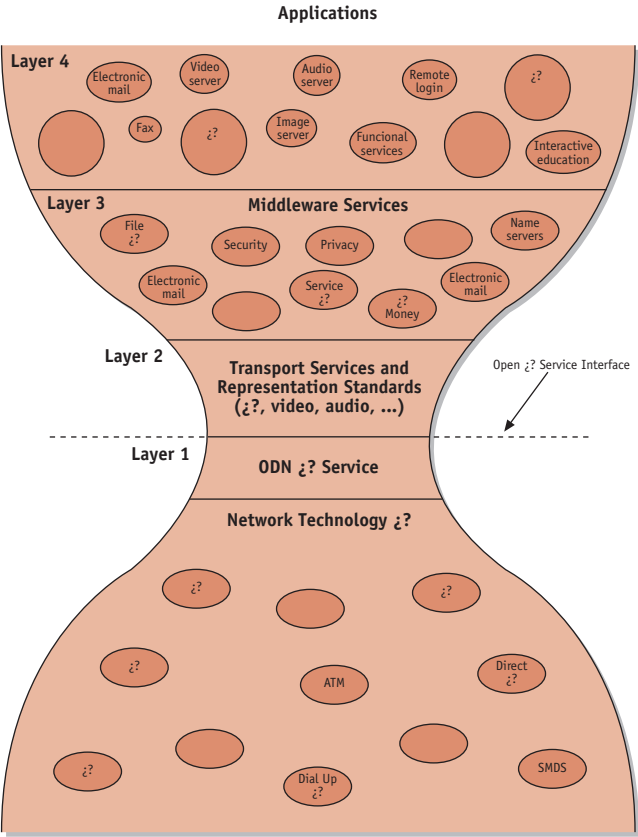 Applications
Layer 4
Electronic
mail
Video
server
Audio
server
Remote
login
¿?
Fax
¿?
Image
server
Funcional
services
Interactive
education
Layer 3
Middleware Services
File
¿?
Security
Privacy
Name
servers
Electronic
mail
Service
¿?
¿?
Money
Electronic
mail
Layer 2
Transport Services and
Representation Standards
(¿?, video, audio, ...)
Open ¿? Service Interface
Layer 1
ODN ¿? Service
Network Technology ¿?
¿?
¿?
¿?
ATM
Direct
¿?
¿?
Dial Up
¿?
SMDS